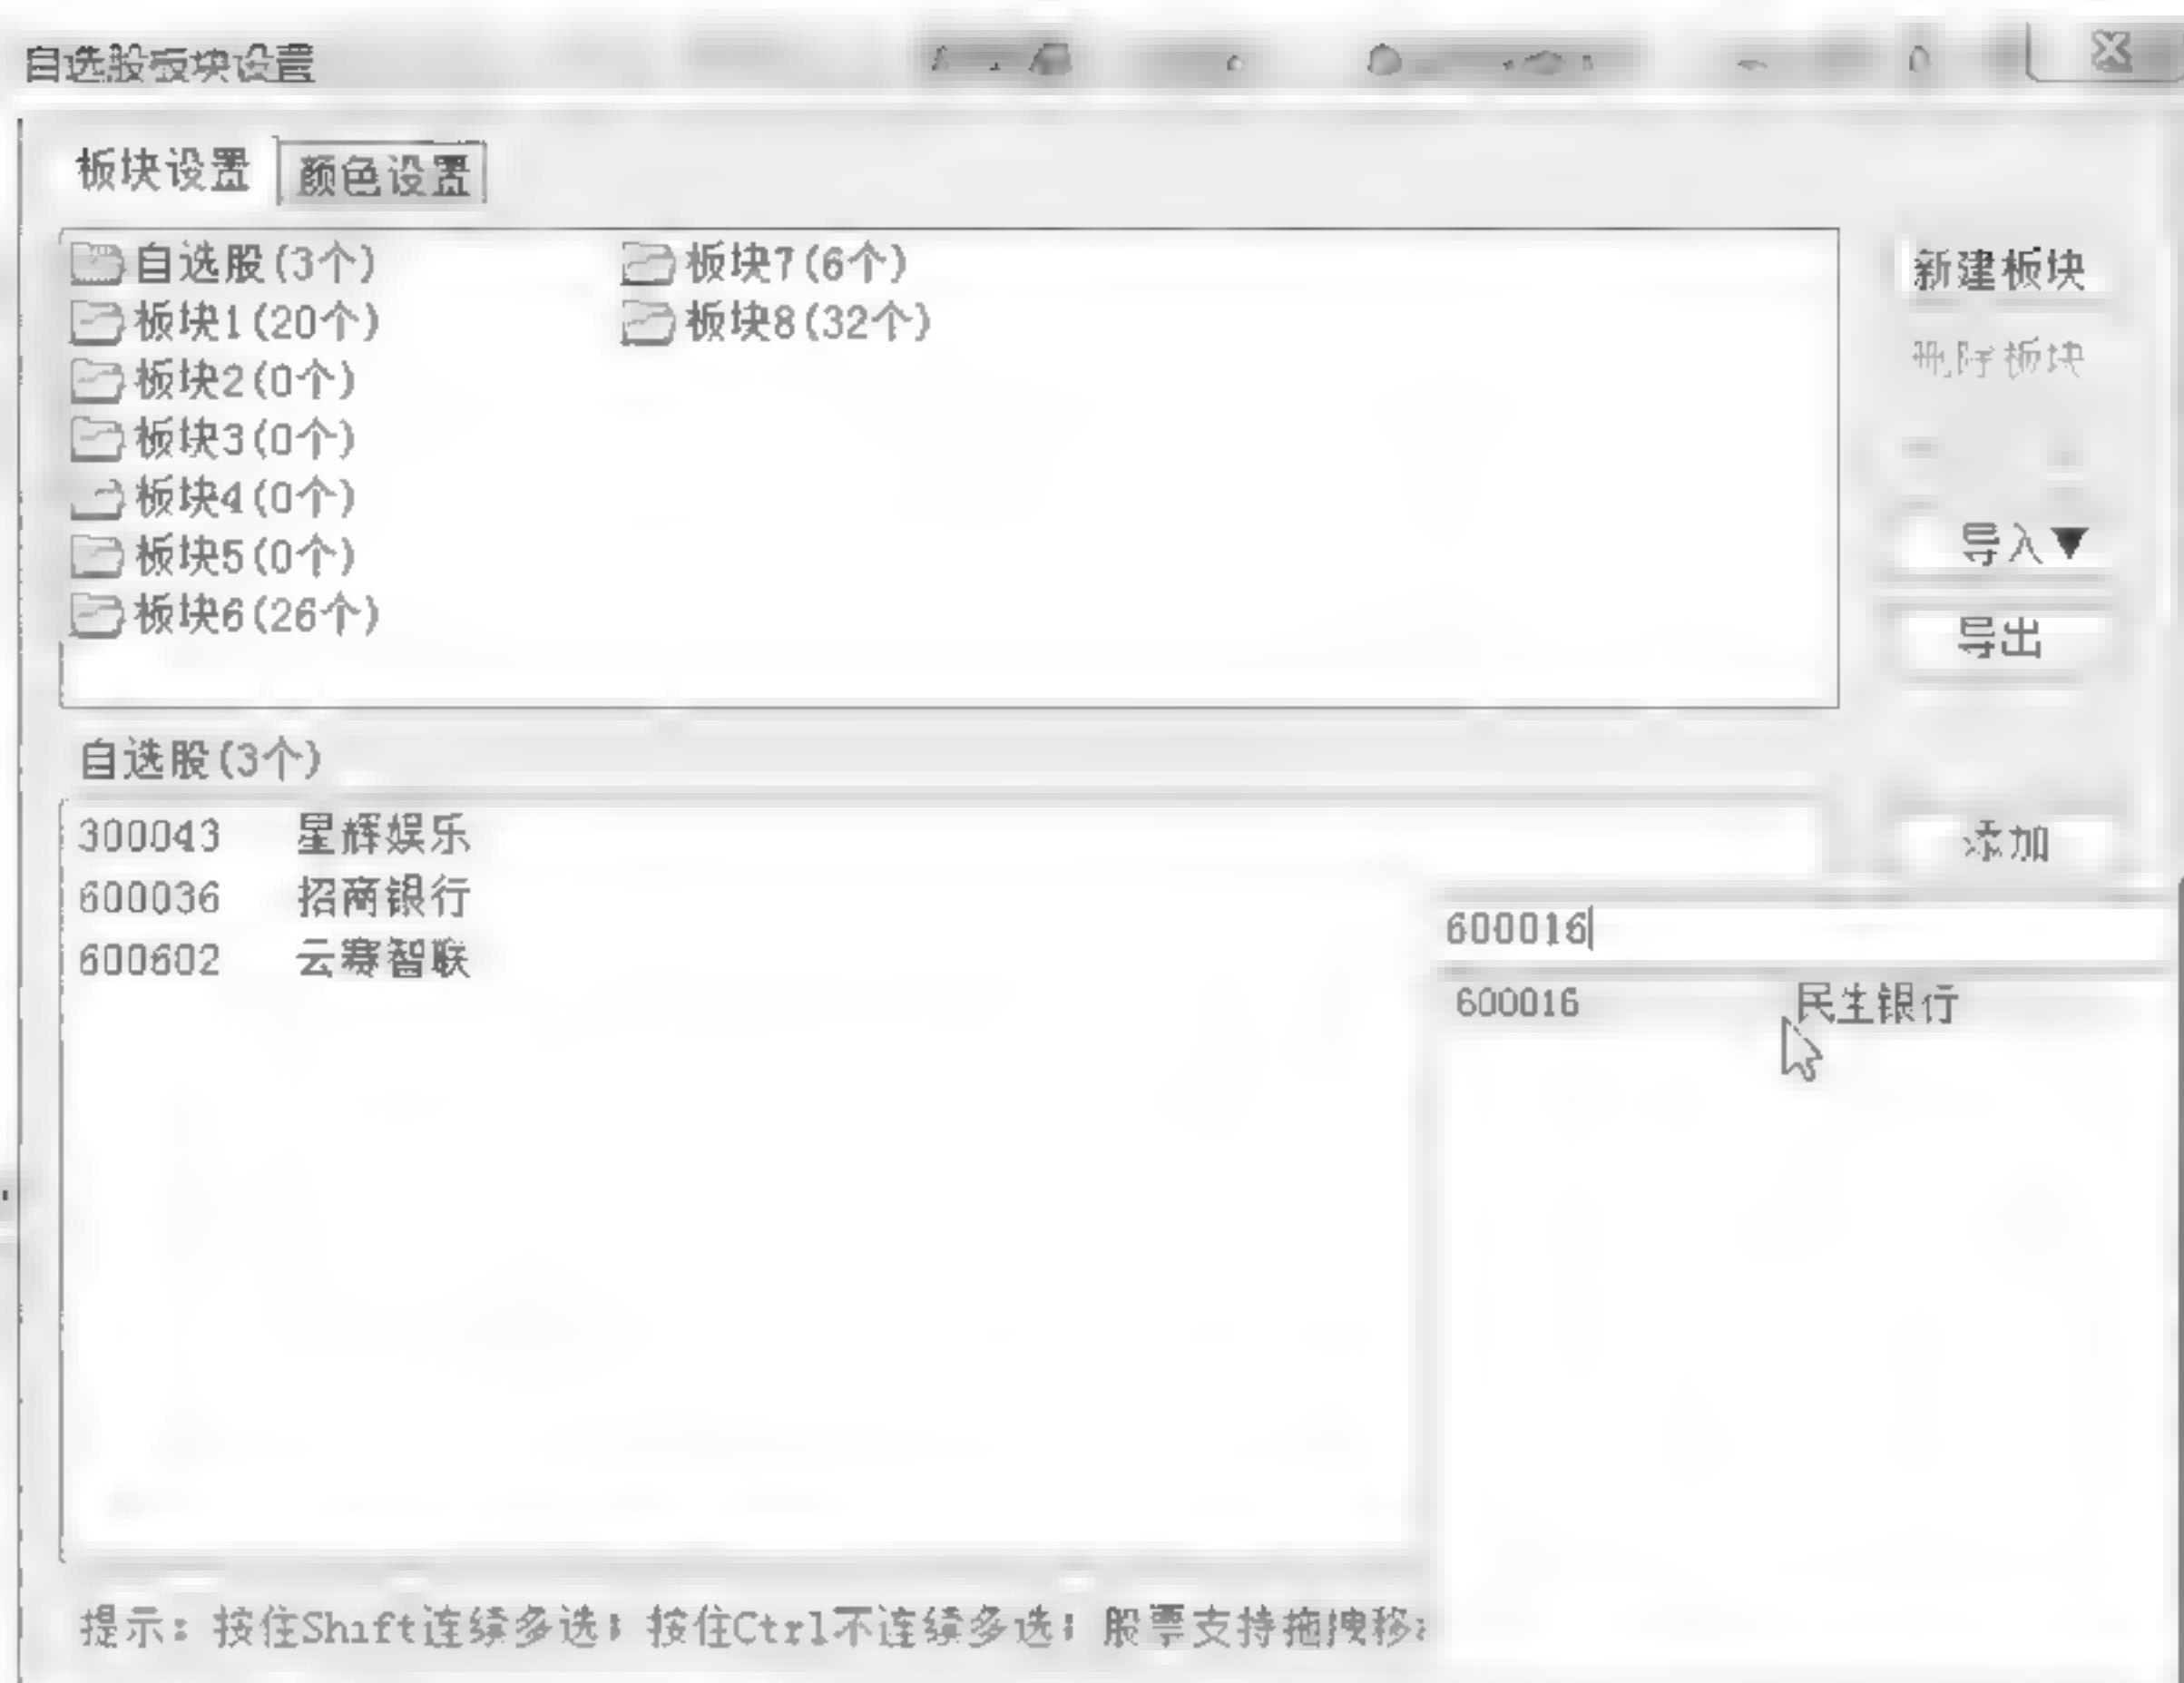 自选股板块设置
板块设置 颜色设置
自选股(3个) 板块7(6个)
板块1(20个) 板块8(32个)
板块2(0个)
板块3(0个)
板块4(0个)
板块5(0个)
板块6(26个)
新建板块
删除板块
导入▼
导出
自选股(3个)
300043 星辉娱乐
600036 招商银行
600602 云赛智联
添加
600016
600016 民生银行
提示: 按住Shift连续多选; 按住Ctrl不连续多选; 股票支持拖拽移